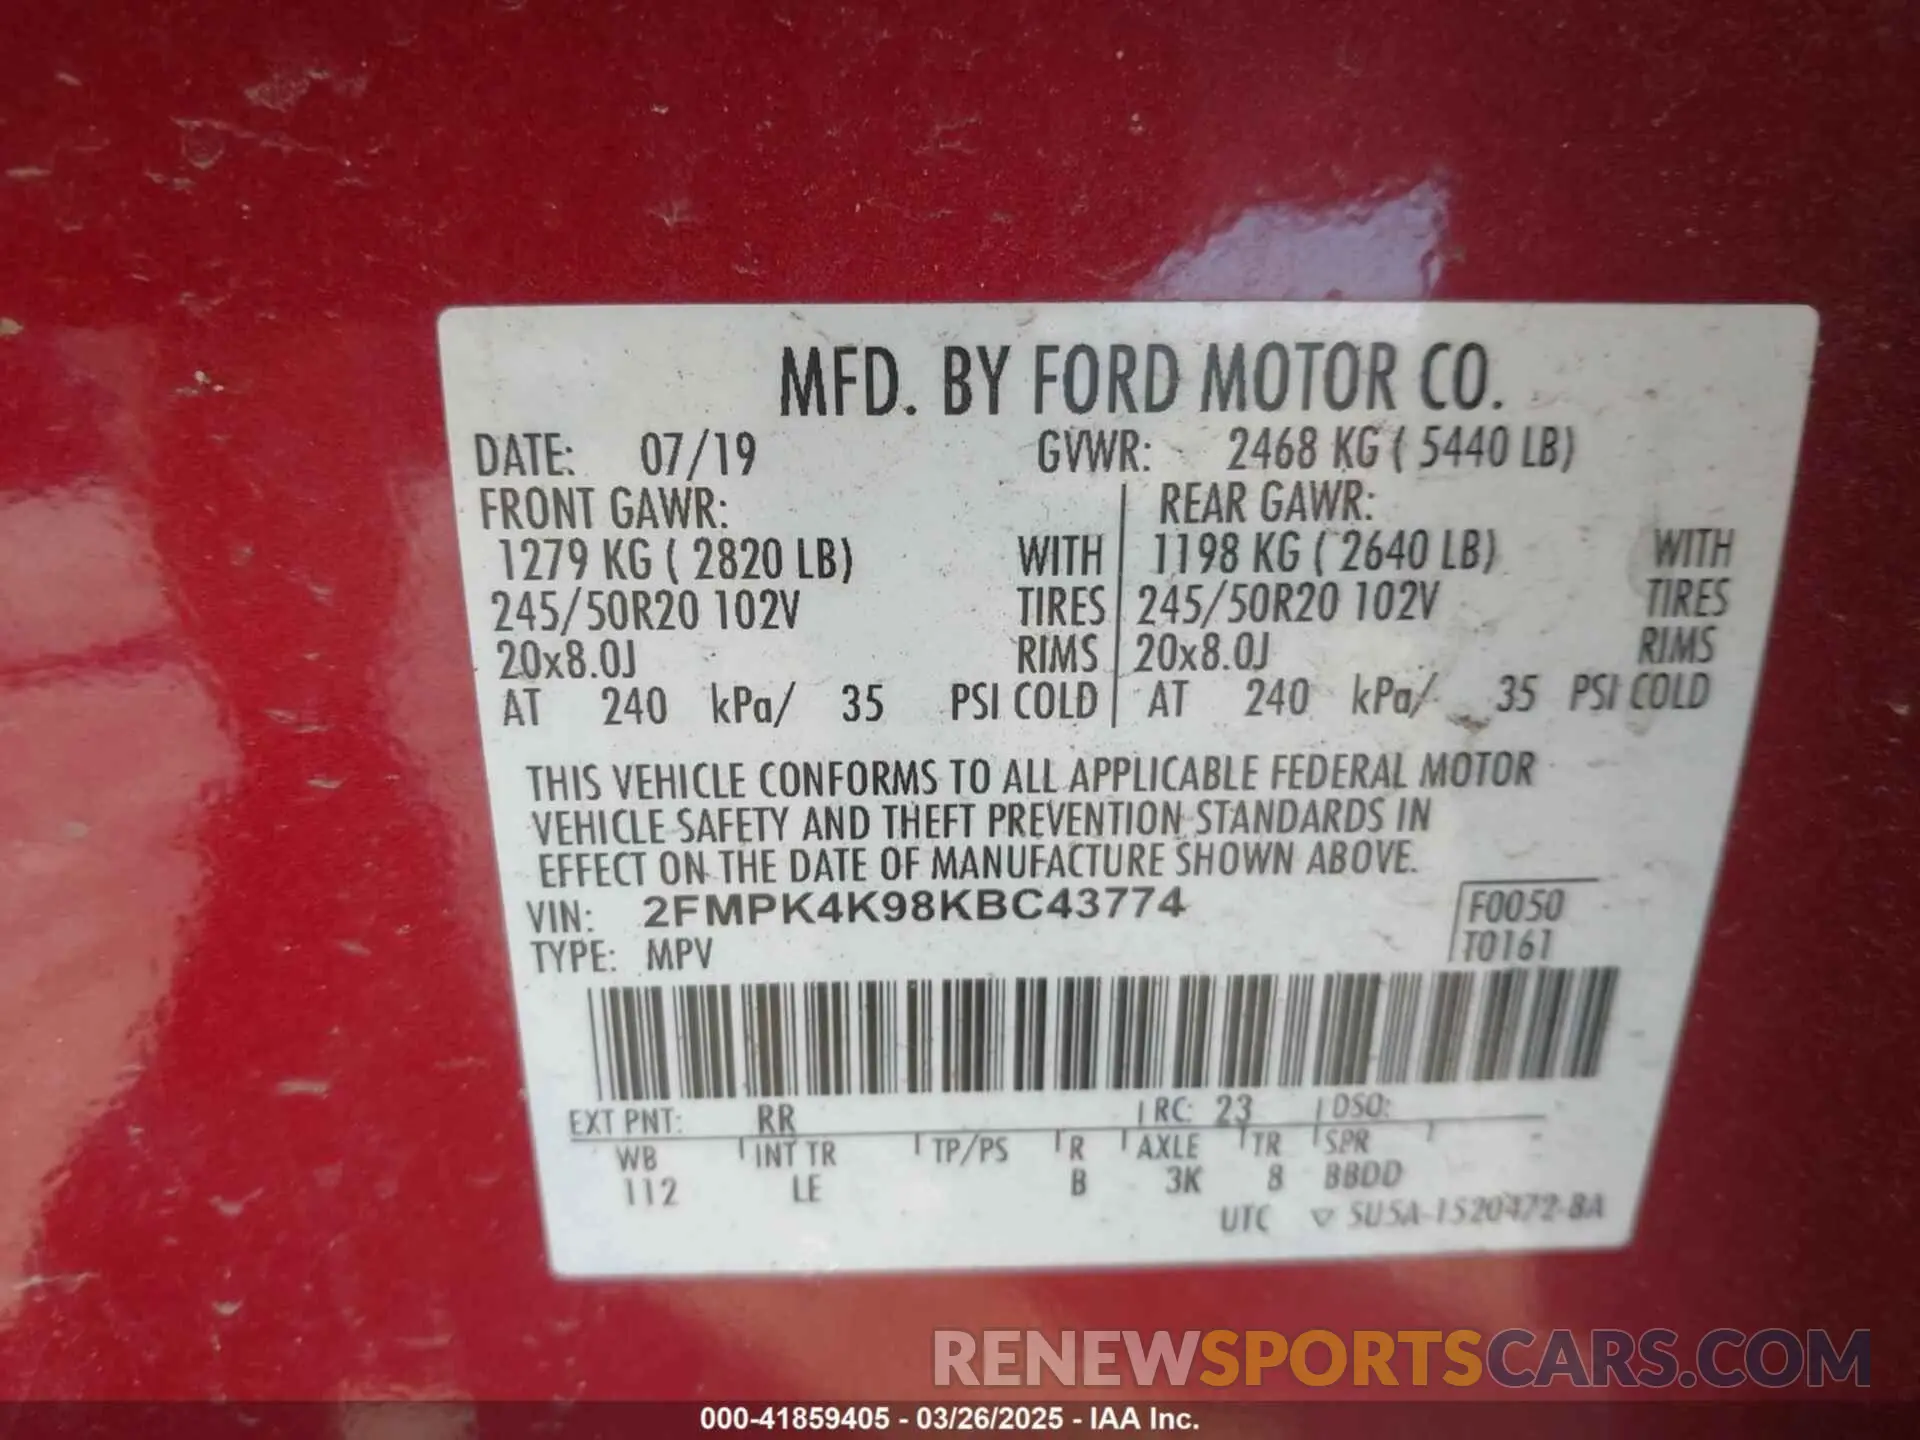 MFD. BY FORD MOTOR CO.
DATE: 07/19 GVWR: 2468 KG ( 5440 LB)
FRONT GAWR: REAR GAWR:
1279 KG ( 2820 LB) WITH 1198 KG ( 2640 LB) WITH
245/50R20 102V TIRES 245/50R20 102V TIRES
20x8.0J RIMS 20x8.0J RIMS
AT 240 kPa/ 35 PSI COLD AT 240 kPa/ 35 PSI COLD
THIS VEHICLE CONFORMS TO ALL APPLICABLE FEDERAL MOTOR
VEHICLE SAFETY AND THEFT PREVENTION STANDARDS IN
EFFECT ON THE DATE OF MANUFACTURE SHOWN ABOVE.
VIN: 2FMPK4K98KBC43774 F0050
TYPE: MPV T0161
EXT PNT: RR RC: 23 DSO:
WB INT TR TP/PS R AXLE TR SPR
112 LE B 3K 8 BBDD
UTC ▽ 5U5A-1520472-BA
RENEWSPORTSCARS.COM
000-41859405 - 03/26/2025 - IAA Inc.